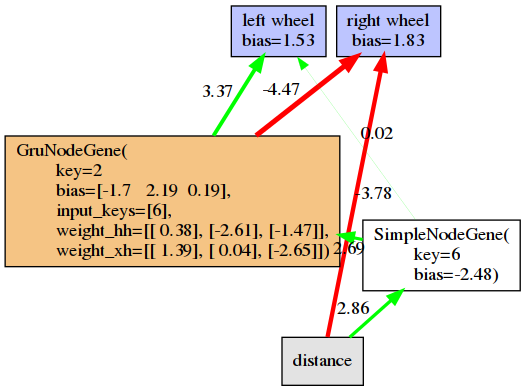 left wheel
bias=1.53
right wheel
bias=1.83
3.37
-4.47
0.02
GruNodeGene(
key=2
bias=[-1.7 2.19 0.19],
input_keys=[6],
weight_hh=[[ 0.38], [-2.61], [-1.47]],
weight_xh=[[ 1.39], [ 0.04], [-2.65]])
-3.78
2.69
SimpleNodeGene(
key=6
bias=-2.48)
2.86
distance